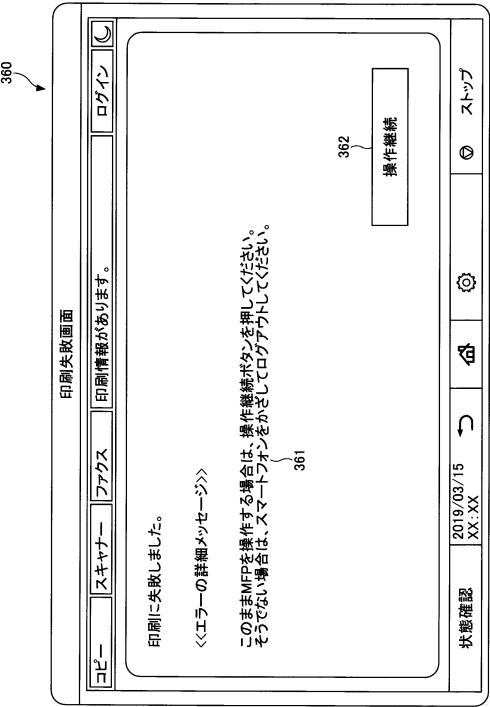 360
印刷失敗画面
コピー
スキャナー
ファクス
印刷情報があります。
ログイン
印刷に失敗しました。
<<エラーの詳細メッセージ>>
このままMFPを操作する場合は、操作継続ボタンを押してください。
そうでない場合は、スマートフォンをかざしてログアウトしてください。
361
362
操作継続
状態確認
2019/03/15
XX:XX
ストップ